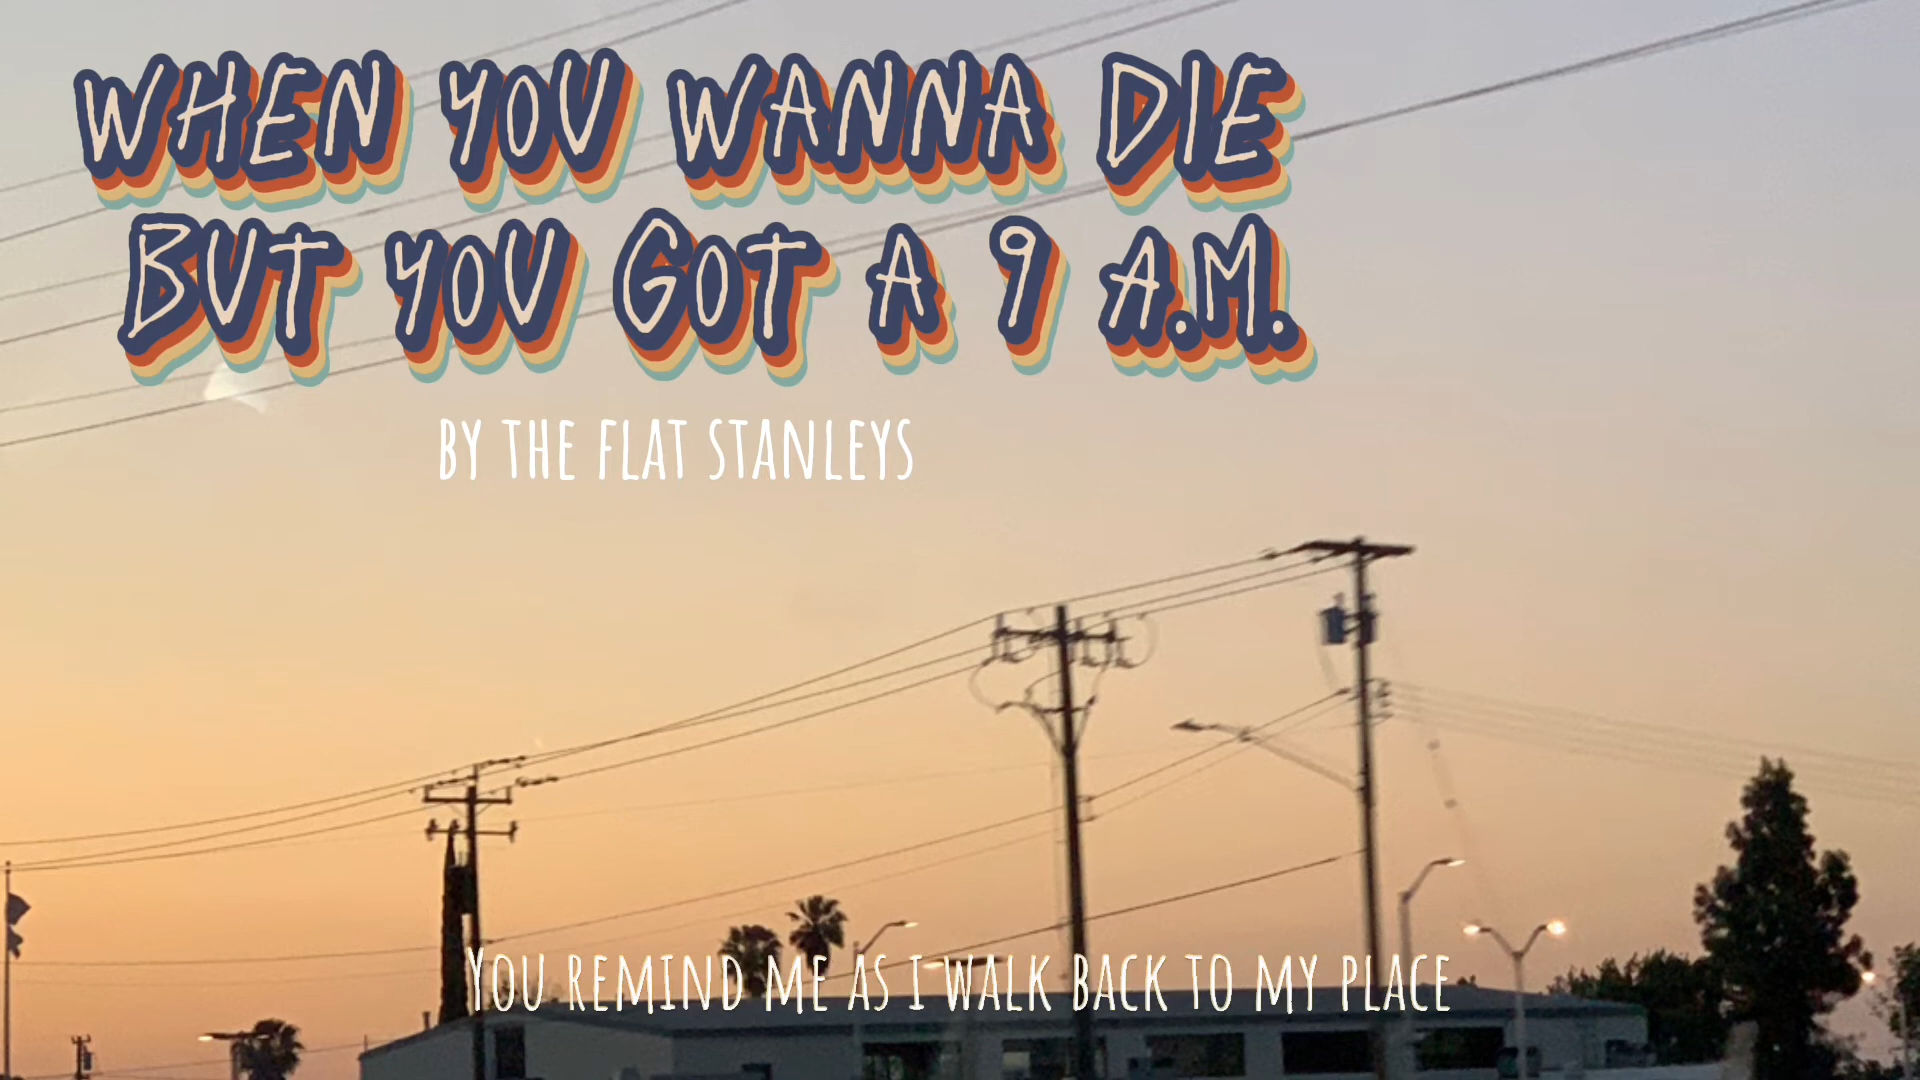 WHEN YOU WANNA DIE
BUT YOU GOT A 9 A.M.
BY THE FLAT STANLEYS
YOU REMIND ME AS I WALK BACK TO MY PLACE